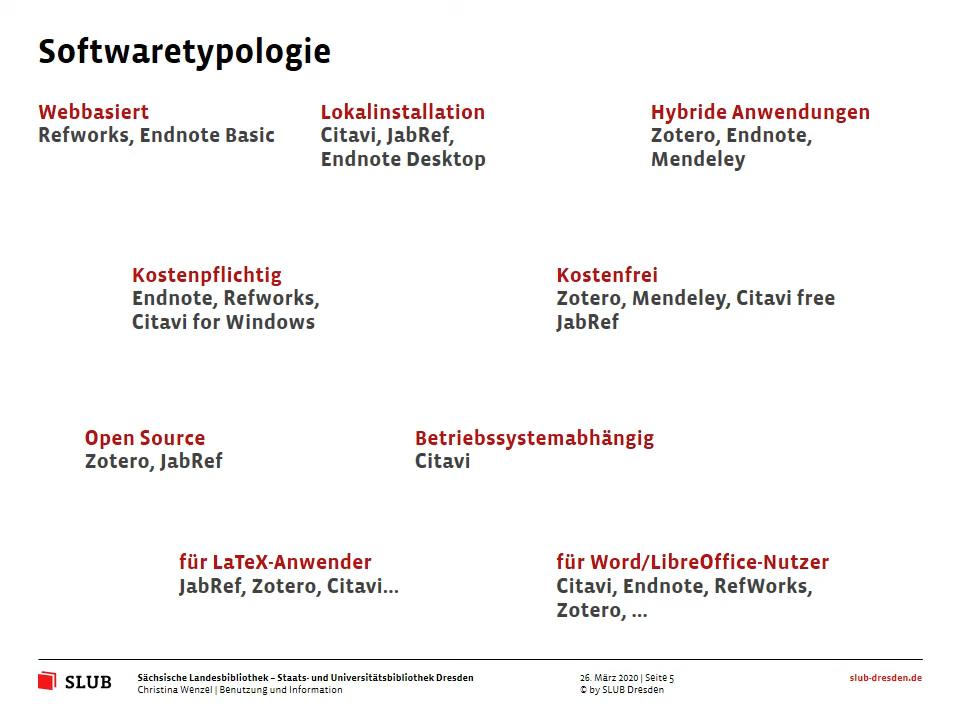 Softwaretypologie
Webbasiert
Refworks, Endnote Basic
Lokalinstallation
Citavi, JabRef,
Endnote Desktop
Hybride Anwendungen
Zotero, Endnote,
Mendeley
Kostenpflichtig
Endnote, Refworks,
Citavi for Windows
Kostenfrei
Zotero, Mendeley, Citavi free
JabRef
Open Source
Zotero, JabRef
Betriebssystemabhängig
Citavi
für LaTeX-Anwender
JabRef, Zotero, Citavi...
für Word/LibreOffice-Nutzer
Citavi, Endnote, RefWorks,
Zotero, ...
SLUB
Sächsische Landesbibliothek – Staats- und Universitätsbibliothek Dresden
Christina Wenzel | Benutzung und Information
26. März 2020 | Seite 5
© by SLUB Dresden
slub-dresden.de